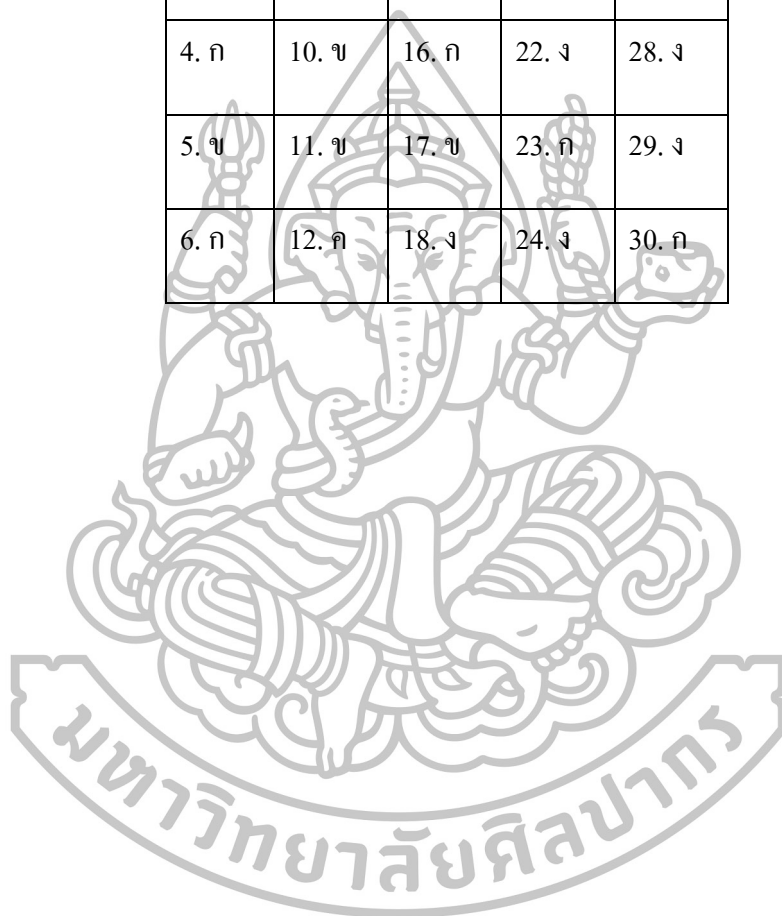 4. ก 10. ข 16. ก 22. ง 28. ง
5. ข 11. ข 17. ข 23. ก 29. ง
6. ก 12. ค 18. ง 24. ง 30. ก
มหาวิทยาลัยศิลปากร